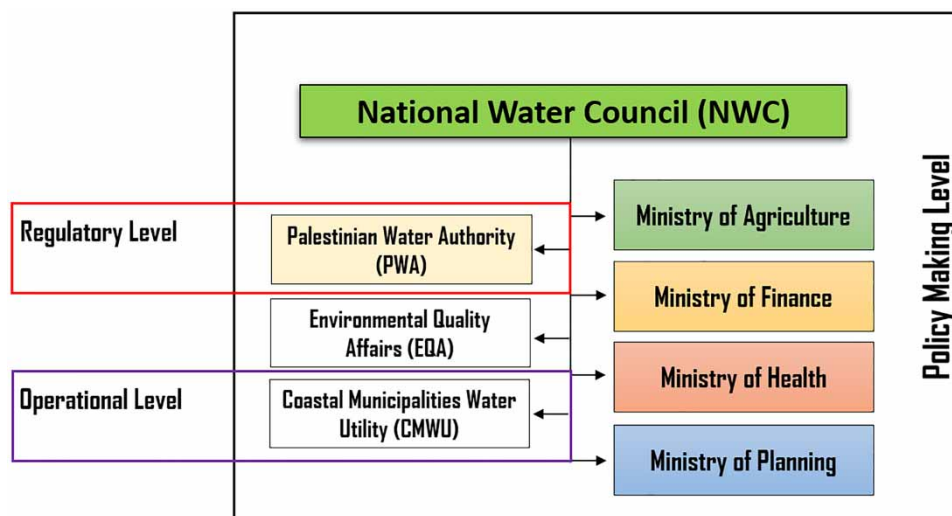 National Water Council (NWC)
Regulatory Level
Palestinian Water Authority
(PWA)
Environmental Quality
Affairs (EQA)
Operational Level
Coastal Municipalities Water
Utility (CMWU)
Ministry of Agriculture
Ministry of Finance
Ministry of Health
Ministry of Planning
Policy Making Level